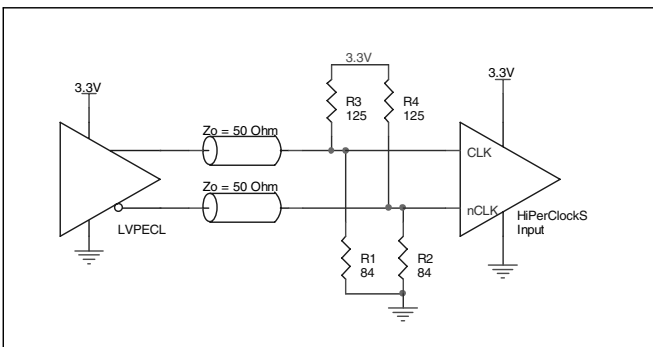 3.3V
3.3V
3.3V
R3
125
R4
125
Zo = 50 Ohm
CLK
Zo = 50 Ohm
nCLK
HiPerClockS
Input
LVPECL
R1
84
R2
84